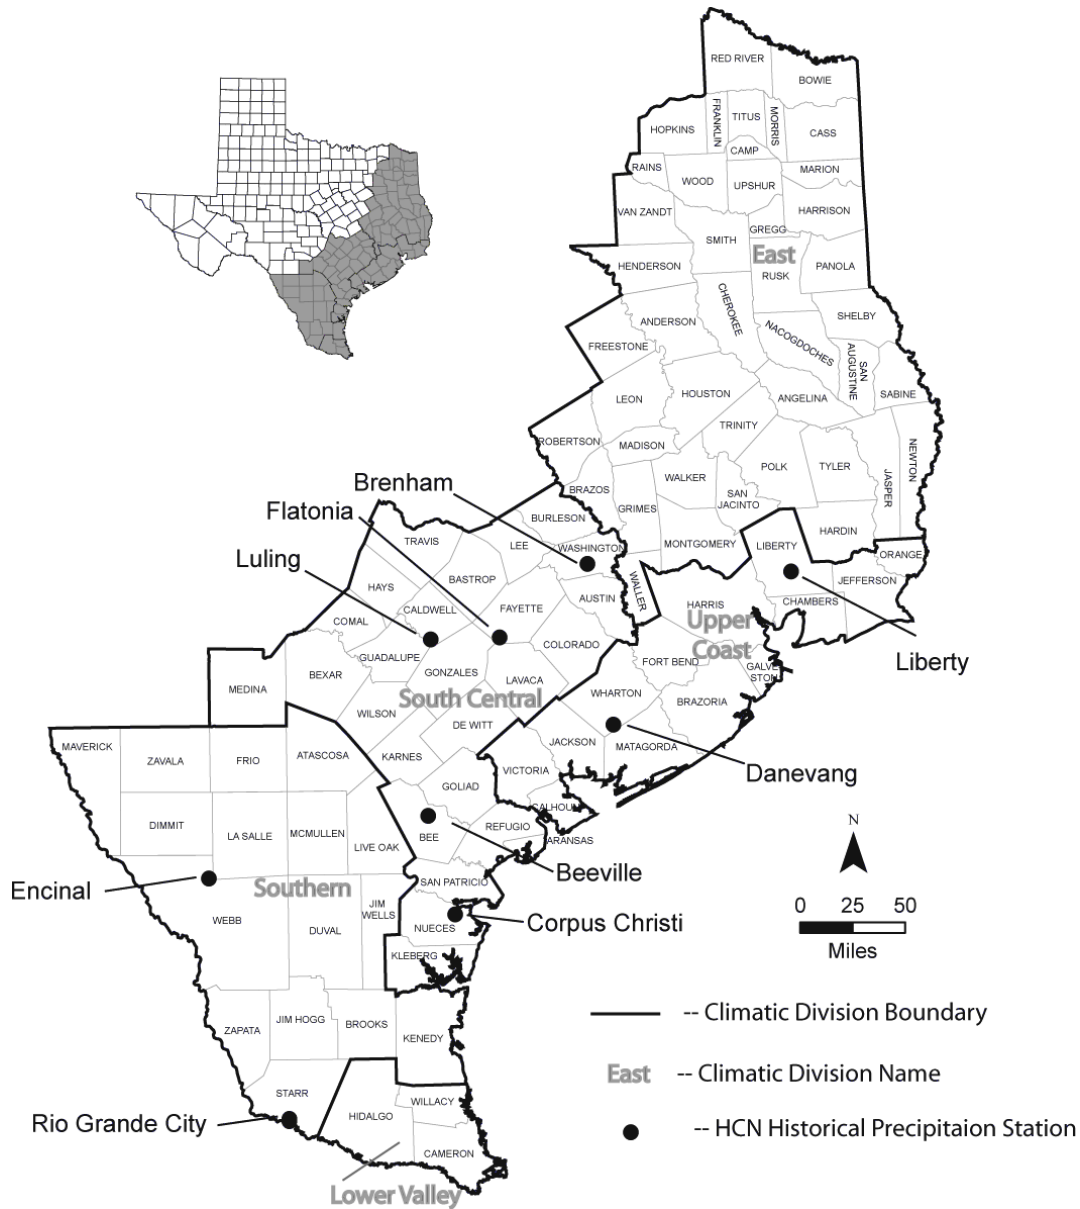 RED RIVER
BOWIE
FRANKLIN
TITUS
MORRIS
HOPKINS
CASS
CAMP
RAINS
WOOD
UPSHUR
MARION
VAN ZANDT
HARRISON
SMITH
GREGG
East
HENDERSON
RUSK
PANOLA
CHEROKEE
ANDERSON
SHELBY
NACOGDOCHES
FREESTONE
SAN
AUGUSTINE
LEON
HOUSTON
ANGELINA
SABINE
TRINITY
ROBERTSON
MADISON
NEWTON
POLK
TYLER
WALKER
JASPER
Brenham
BRAZOS
SAN
JACINTO
GRIMES
Flatonia
BURLESON
HARDIN
TRAVIS
LEE
WASHINGTON
MONTGOMERY
LIBERTY
ORANGE
Luling
BASTROP
JEFFERSON
HAYS
WALLER
AUSTIN
CHAMBERS
CALDWELL
FAYETTE
HARRIS
COMAL
Upper
Coast
COLORADO
GUADALUPE
FORT BEND
Liberty
BEXAR
GONZALES
GALVE
STON
MEDINA
LAVACA
South Central
WHARTON
BRAZORIA
WILSON
DE WITT
MAVERICK
JACKSON
MATAGORDA
ATASCOSA
KARNES
ZAVALA
FRIO
VICTORIA
Danevang
GOLIAD
CALHOUN
DIMMIT
REFUGIO
LA SALLE
MCMULLEN
BEE
ARANSAS
LIVE OAK
N
Beeville
SAN PATRICIO
Encinal
Southern
JIM
WELLS
0 25 50
Miles
WEBB
Corpus Christi
DUVAL
NUECES
KLEBERG
-- Climatic Division Boundary
JIM HOGG
BROOKS
ZAPATA
KENEDY
East -- Climatic Division Name
STARR
WILLACY
Rio Grande City
HIDALGO
-- HCN Historical Precipitaion Station
CAMERON
Lower Valley